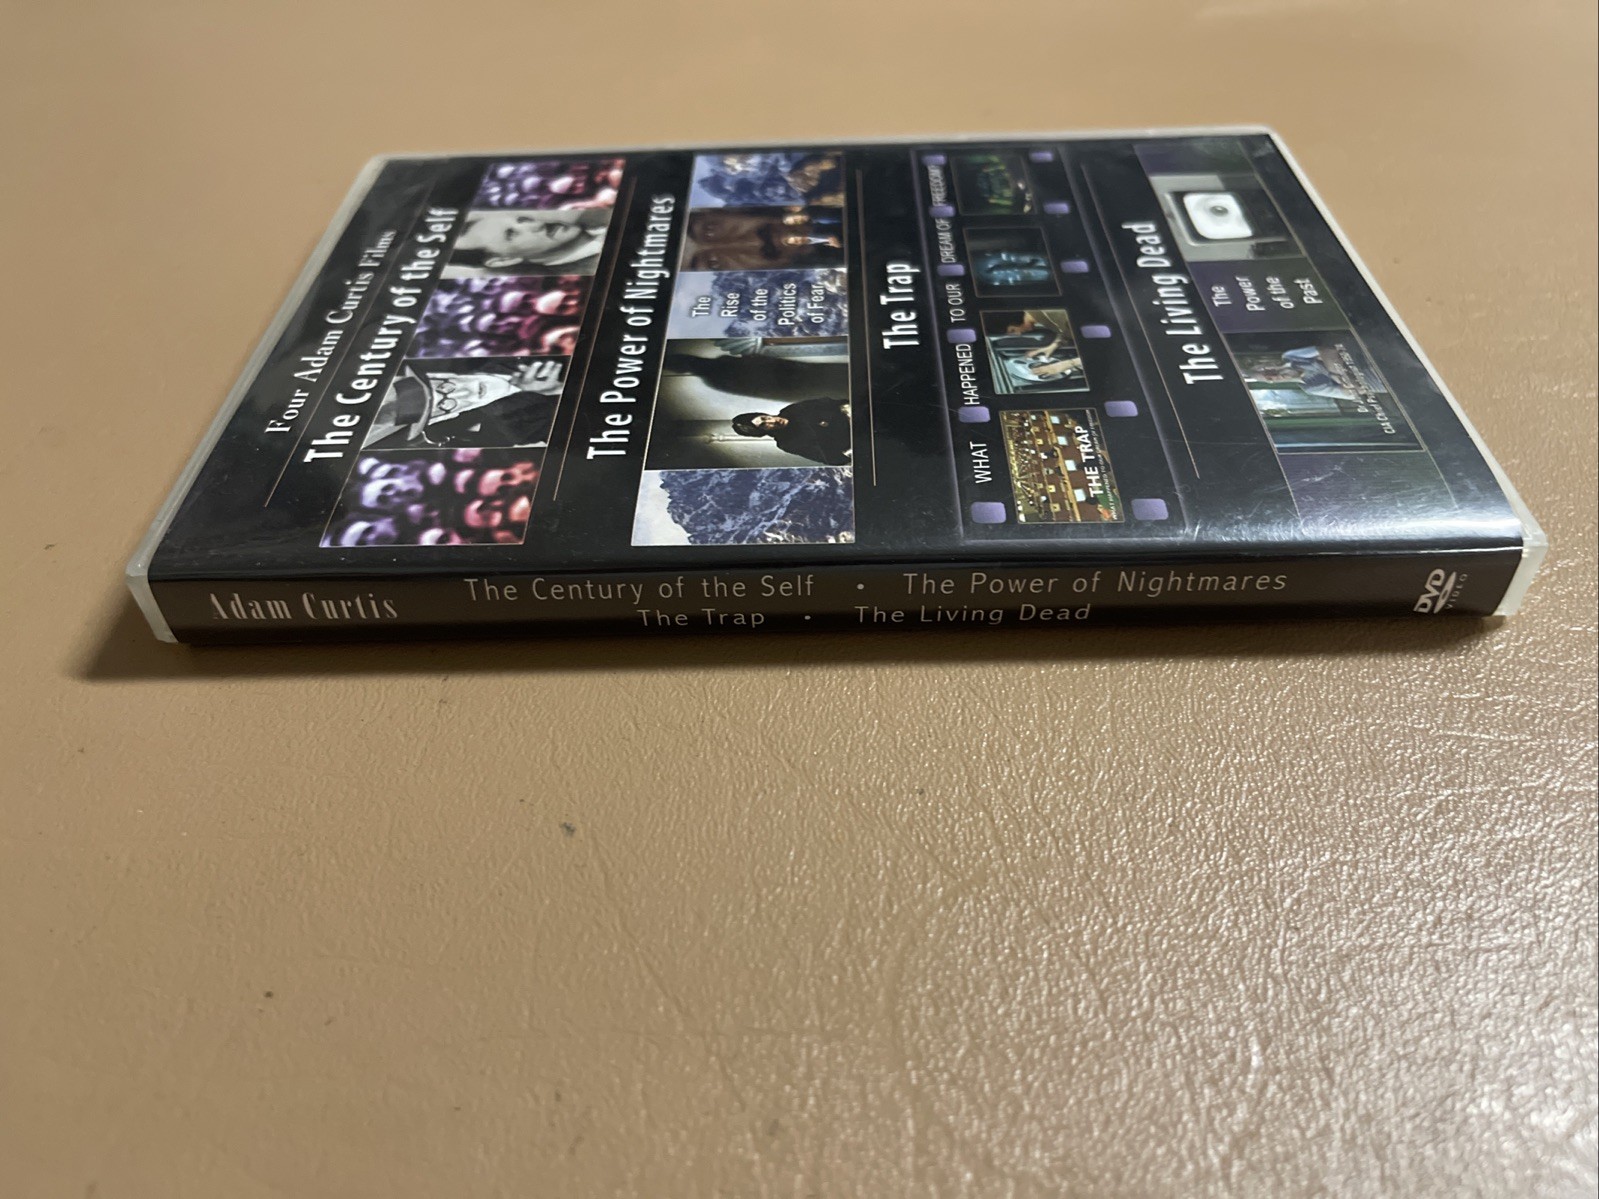 Four Adam Curtis Films
The Century of the Self
The Power of Nightmares
The
Rise
of the
Politics
of Fear
The Trap
WHAT HAPPENED TO OUR DREAM OF FREEDOM?
THE TRAP
The Living Dead
The
Power
of the
Past
Adam Curtis
The Century of the Self • The Power of Nightmares
The Trap • The Living Dead
DVD
VIDEO